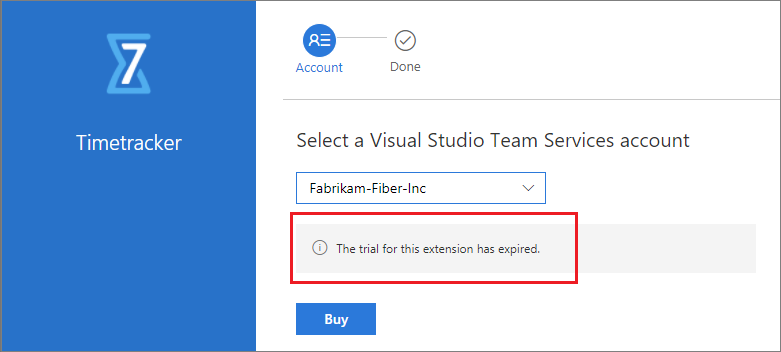 7
Timetracker
Account
Done
Select a Visual Studio Team Services account
Fabrikam-Fiber-Inc
The trial for this extension has expired.
Buy